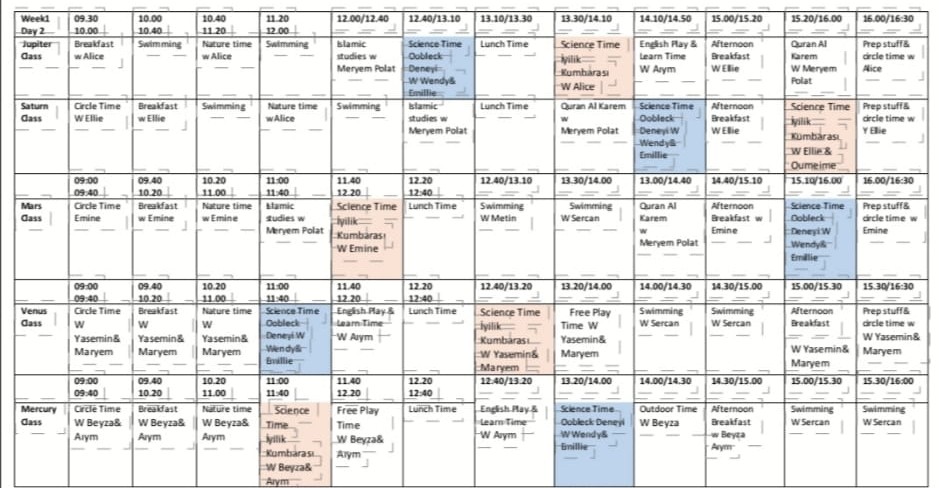 Week1 09.30 10.00 10.40 11.20 12.00/12.40 12.40/13.10 13.10/13.30 13.30/14.10 14.10/14.50 15.00/15.20 15.20/16.00 16.00/16:30
Day 2 10.00 10.40 11.20 12.00
Jupiter Breakfast Swimming Nature time Swimming Islamic Science Time Lunch Time Science Time English Play & Afternoon Quran Al Prep stuff&
Class w Alice w Alice studies w Oobleck İyilik Learn Time Breakfast Karem circle Time w
Meryem Polat Deneyi Kumbarası W Arym W Ellie W Meryem Alice
W Wendy& W Alice Polat
Emillie
Saturn Circle Time Breakfast Swimming Nature time Swimming Islamic Lunch Time Quran Al Karem Science Time Afternoon Science Time Prep stuff&
Class W Ellie w Ellie w Alice studies w w Oobleck Breakfast İyilik circle time w
Meryem Polat Meryem Polat Deneyi W W Ellie Kumbarası Y Ellie
Wendy& W Ellie &
Emillie Oumeime
09:00 09.40 10.20 11:00 11.40 12.20 12.40/13.10 13.30/14.00 13.00/14.40 14.40/15.10 15.10/16.00 16.00/16:30
09:40 10.20 11.00 11:40 12.20 12:40
Mars Circle Time Breakfast Nature time Islamic Science Time Lunch Time Swimming Swimming Quran Al Afternoon Science Time Prep stuff&
Class Emine w Emine w Emine studies w İyilik W Metin W Sercan Karem Breakfast w Oobleck circle time w
Meryem Polat Kumbarası w Emine Deneyi W Emine
W Emine Meryem Polat Wendy&
Emillie
09:00 09.40 10.20 11:00 11.40 12.20 12.40/13.20 13.20/14.00 14.00/14.30 14.30/15.00 15.00/15.30 15.30/16:30
09:40 10.20 11.00 11:40 12.20 12:40
Venus Circle Time Breakfast Nature time Science Time English Play & Lunch Time Science Time Free Play Swimming Swimming Afternoon Prep stuff&
Class W W W Oobleck Learn Time İyilik Time W W Sercan W Sercan Breakfast circle time w
Yasemin& Yasemin& Yasemin& Deneyi W W Arym Kumbarası Yasemin& W Yasemin&
Maryem Maryem Maryem Wendy& W Yasemin& Maryem W Yasemin& Maryem
Emillie Maryem Maryem
09:00 09.40 10.20 11:00 11.40 12.20 12:40/13:20 13.20/14.00 14.00/14.30 14.30/15.00 15.00/15:30 15.30/16:00
09:40 10.20 11.00 11:40 12.20 12:40
Mercury Circle Time Breakfast Nature time Science Free Play Lunch Time English Play & Science Time Outdoor Time Afternoon Swimming Swimming
Class W Beyza& W Beyza& W Beyza& Time Time Learn Time Oobleck Deneyi W Beyza Breakfast W Sercan W Sercan
Arym Arym Arym İyilik W Beyza& W Arym W Wendy& w Beyza
Kumbarası Arym Emillie Arym
W Beyza&
Arym